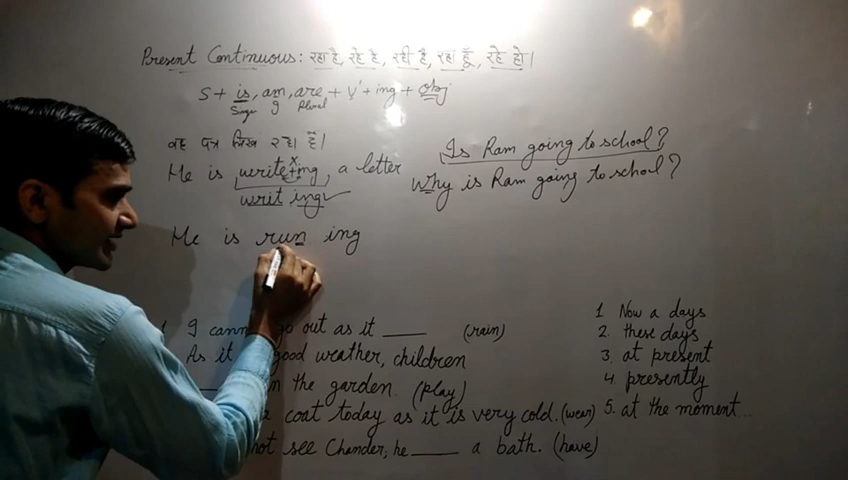 Present Continuous: रहा है, रहे है, रही है, रहा हूँ, रहे हो।
S + is, am, are + V' + ing + obj
Singu I Plural
वह पत्र लिख रहा है।
He is write+ing, a letter
x
writ ing ✓
He is run ing
Is Ram going to school?
Why is Ram going to school?
I cann go out as it ____ (rain)
As it good weather, children
n the garden. (play)
coat today as it is very cold. (wear)
not see Chander, he ____ a bath. (have)
1 Now a days
2. these days
3. at present
4. presently
5. at the moment...